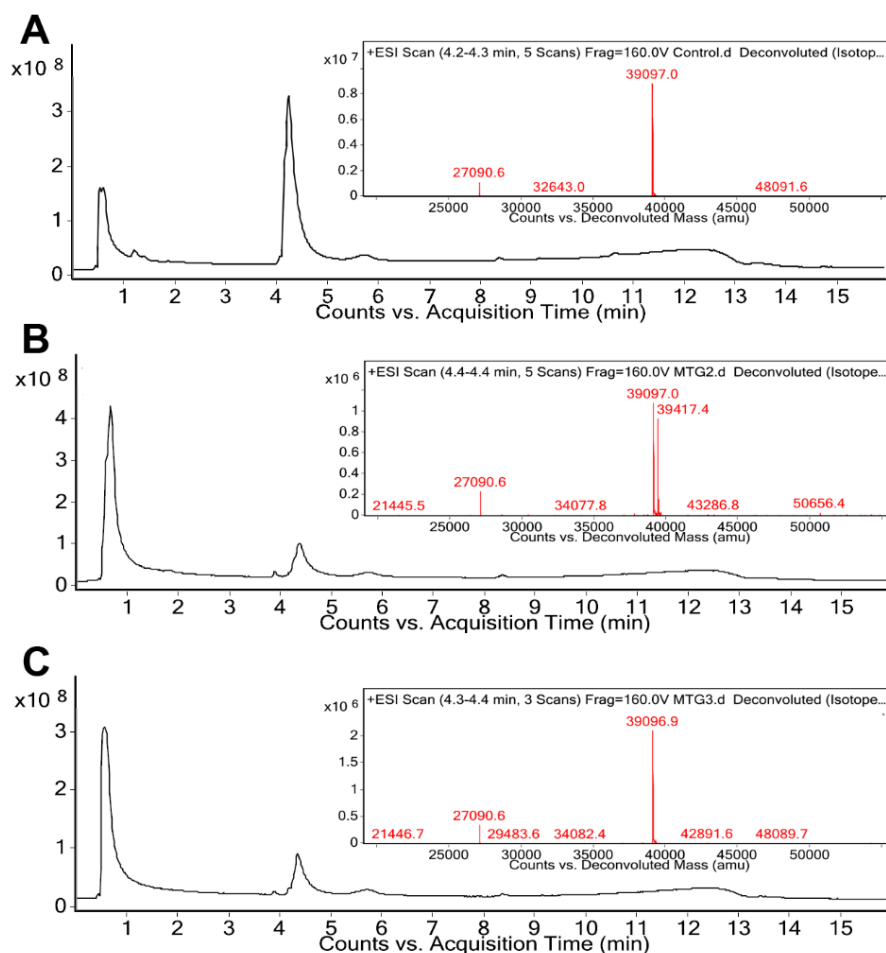 A
x10 8
3
2
1
0
1 2 3 4 5 6 7 8 9 10 11 12 13 14 15
Counts vs. Acquisition Time (min)
+ESI Scan (4.2-4.3 min, 5 Scans) Frag=160.0V Control.d Deconvoluted (Isotop...
x10 7
1
0.8
0.6
0.4
0.2
0
39097.0
27090.6
32643.0
48091.6
25000 30000 35000 40000 45000 50000
Counts vs. Deconvoluted Mass (amu)
B
x10 8
4
3
2
1
0
1 2 3 4 5 6 7 8 9 10 11 12 13 14 15
Counts vs. Acquisition Time (min)
+ESI Scan (4.4-4.4 min, 5 Scans) Frag=160.0V MTG2.d Deconvoluted (Isotope...
x10 6
1
0.8
0.6
0.4
0.2
0
39097.0
39417.4
27090.6
21445.5
34077.8
43286.8
50656.4
25000 30000 35000 40000 45000 50000
Counts vs. Deconvoluted Mass (amu)
C
x10 8
3
2
1
0
1 2 3 4 5 6 7 8 9 10 11 12 13 14 15
Counts vs. Acquisition Time (min)
+ESI Scan (4.3-4.4 min, 3 Scans) Frag=160.0V MTG3.d Deconvoluted (Isotope...
x10 6
2
1.5
1
0.5
0
39096.9
27090.6
21446.7
29483.6
34082.4
42891.6
48089.7
25000 30000 35000 40000 45000 50000
Counts vs. Deconvoluted Mass (amu)